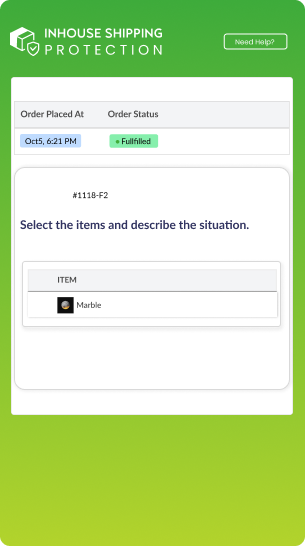 INHOUSE SHIPPING
PROTECTION
Need Help?
Order Placed At Order Status
Oct5, 6:21 PM Fullfilled
#1118-F2
Select the items and describe the situation.
ITEM
Marble